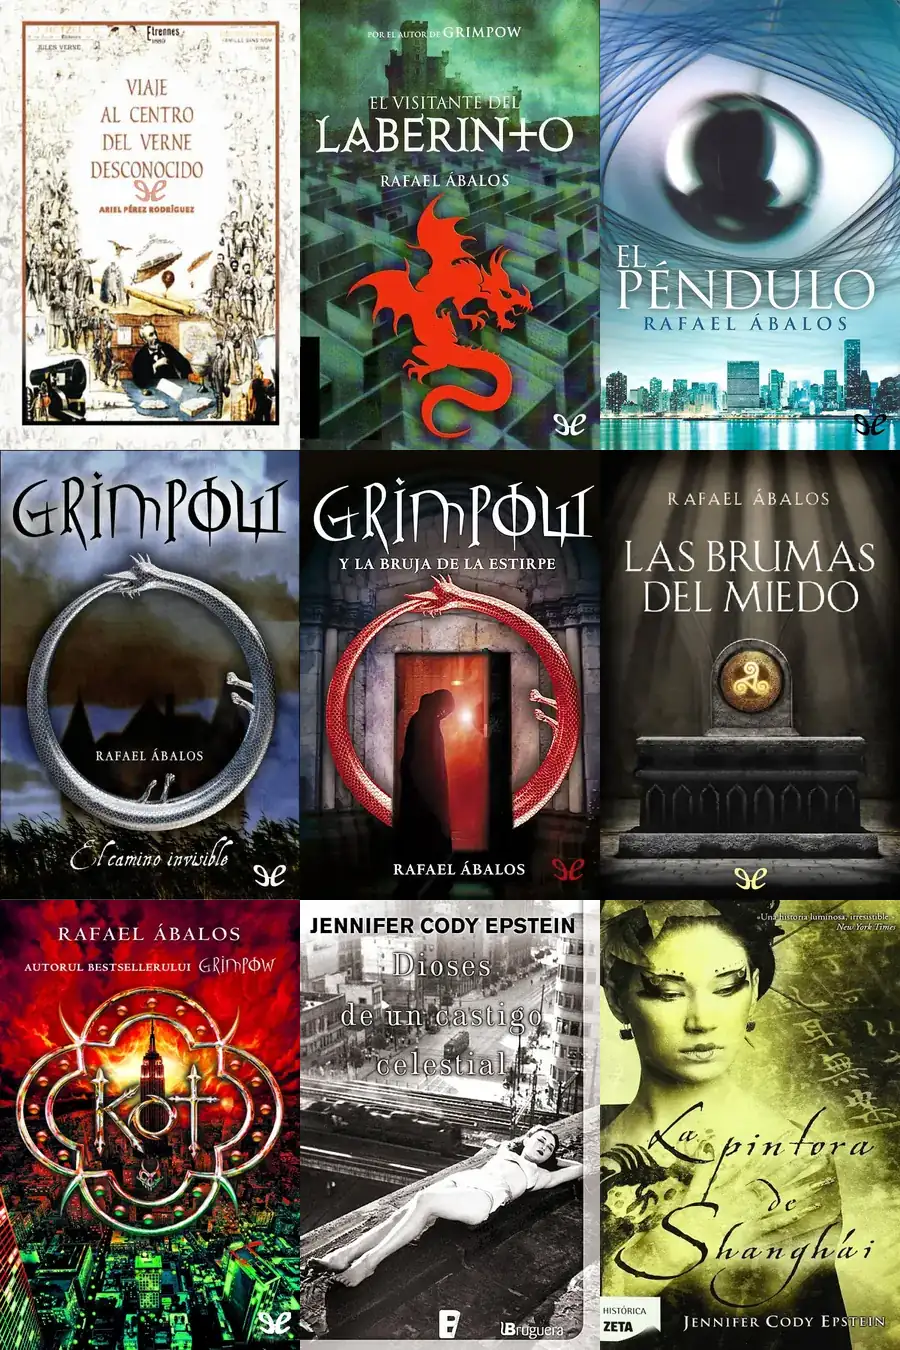 Etrennes
1883
JULES VERNE
VIAJE
AL CENTRO
DEL VERNE
DESCONOCIDO
ARIEL PÉREZ RODRÍGUEZ
POR EL AUTOR DE GRIMPOW
EL VISITANTE DEL
LABERINTO
RAFAEL ÁBALOS
EL
PÉNDULO
RAFAEL ÁBALOS
GRIMPOW
RAFAEL ÁBALOS
El camino invisible
GRIMPOW
Y LA BRUJA DE LA ESTIRPE
RAFAEL ÁBALOS
RAFAEL ÁBALOS
LAS BRUMAS
DEL MIEDO
RAFAEL ÁBALOS
AUTORUL BESTSELLERULUI GRIMPOW
KOT
JENNIFER CODY EPSTEIN
Dioses
de un castigo
celestial
B
Bruguera
«Una historia luminosa, irresistible.»
New York Times
La pintora
de
Shanghái
HISTÓRICA
ZETA
JENNIFER CODY EPSTEIN